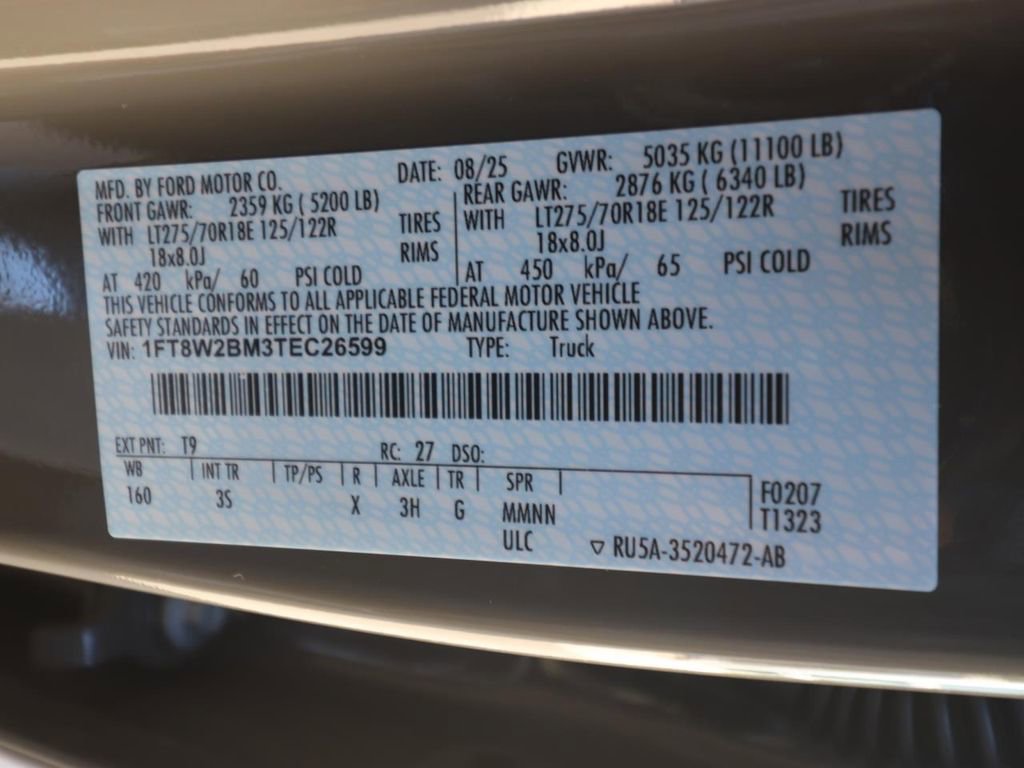 MFD. BY FORD MOTOR CO. DATE: 08/25 GVWR: 5035 KG (11100 LB)
FRONT GAWR: 2359 KG ( 5200 LB) REAR GAWR: 2876 KG ( 6340 LB)
WITH LT275/70R18E 125/122R TIRES WITH LT275/70R18E 125/122R TIRES
18x8.0J RIMS 18x8.0J RIMS
AT 420 kPa/ 60 PSI COLD AT 450 kPa/ 65 PSI COLD
THIS VEHICLE CONFORMS TO ALL APPLICABLE FEDERAL MOTOR VEHICLE
SAFETY STANDARDS IN EFFECT ON THE DATE OF MANUFACTURE SHOWN ABOVE.
VIN: 1FT8W2BM3TEC26599 TYPE: Truck
EXT PNT: T9 RC: 27 DSO:
WB INT TR TP/PS R AXLE TR SPR F0207
160 3S X 3H G MMNN T1323
ULC ▽ RU5A-3520472-AB